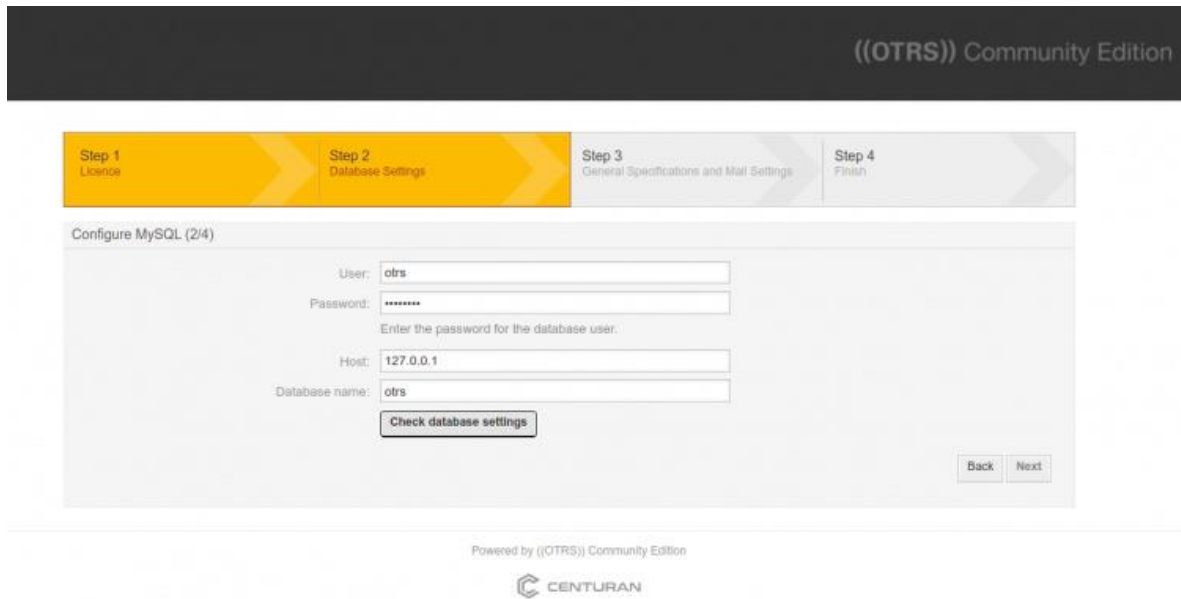 ((OTRS)) Community Edition
Step 1
Licence
Step 2
Database Settings
Step 3
General Specifications and Mail Settings
Step 4
Finish
Configure MySQL (2/4)
User: otrs
Password: ••••••••
Enter the password for the database user.
Host: 127.0.0.1
Database name: otrs
Check database settings
Back Next
Powered by ((OTRS)) Community Edition
CENTURAN